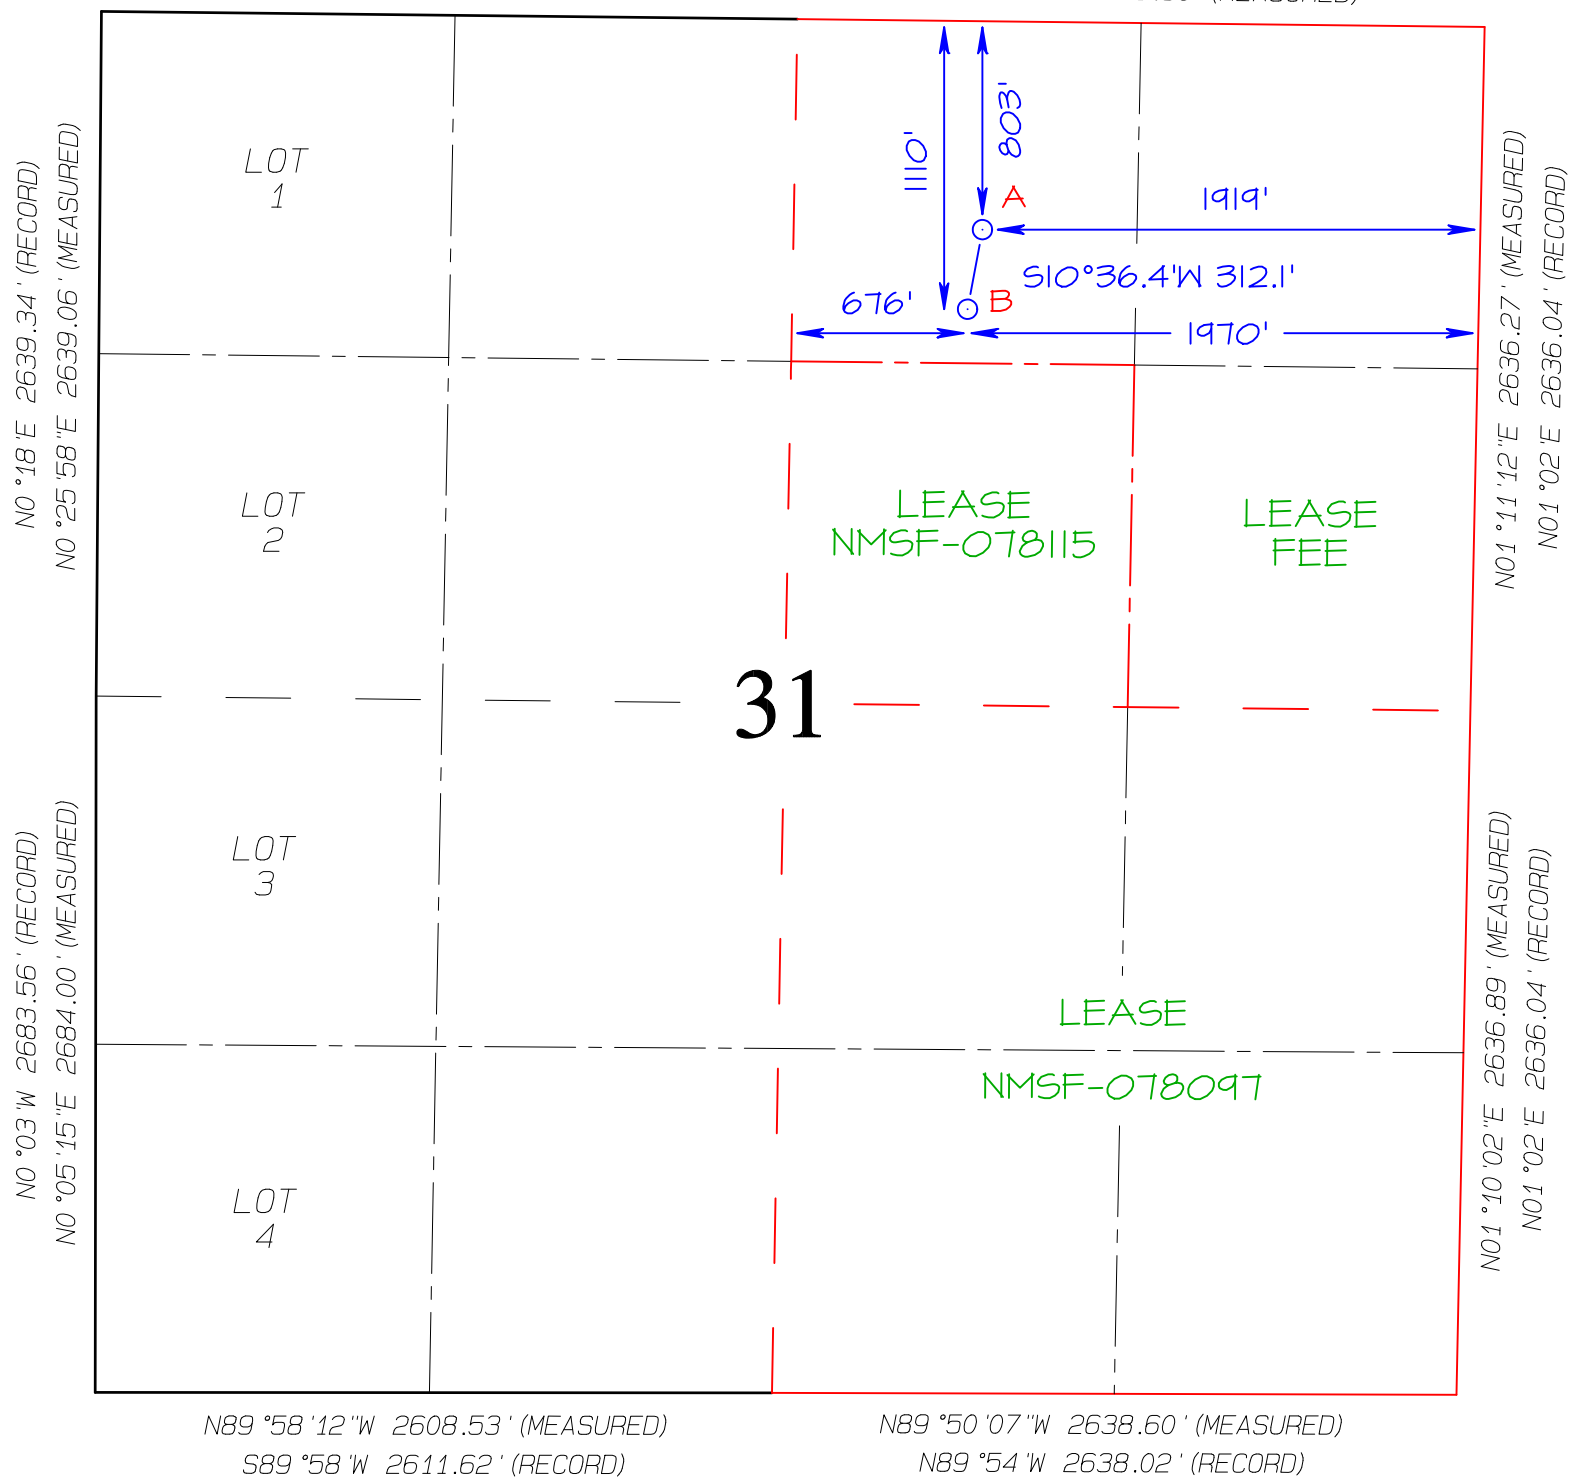 LOT
1
1110'
803'
A
1919'
S10°36.4'W 312.1'
676'
B
1970'
N0°18'E 2639.34' (RECORD)
N0°25'58"E 2639.06' (MEASURED)
N01°11'12"E 2636.27' (MEASURED)
N01°02'E 2636.04' (RECORD)
LOT
2
LEASE
NMSF-078115
LEASE
FEE
31
LOT
3
N0°03'W 2683.56' (RECORD)
N0°05'15"E 2684.00' (MEASURED)
N01°10'02"E 2636.89' (MEASURED)
N01°02'E 2636.04' (RECORD)
LEASE
NMSF-078097
LOT
4
N89°58'12"W 2608.53' (MEASURED)
S89°58'W 2611.62' (RECORD)
N89°50'07"W 2638.60' (MEASURED)
N89°54'W 2638.02' (RECORD)